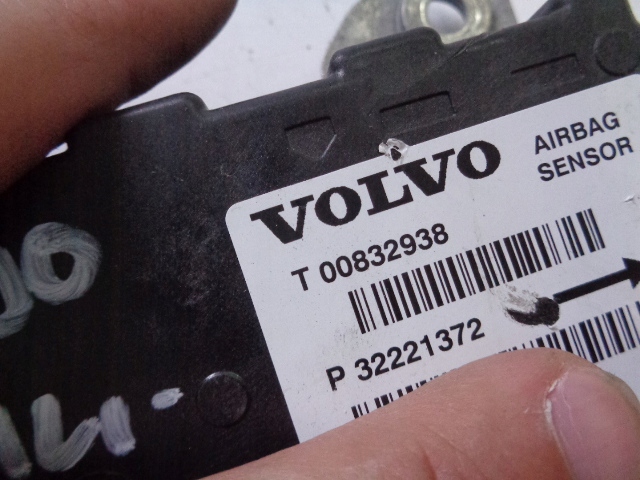 VOLVO
AIRBAG
SENSOR
T 00832938
P 32221372